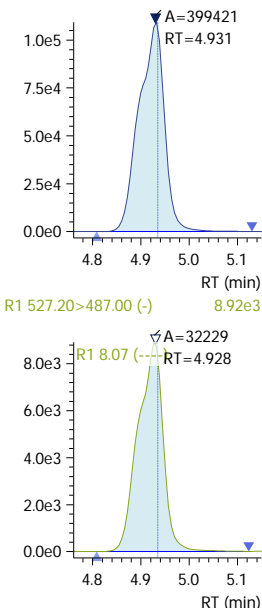 A=399421
1.0e5
RT=4.931
7.5e4
5.0e4
2.5e4
0.0e0
4.8 4.9 5.0 5.1
RT (min)
R1 527.20>487.00 (-) 8.92e3
A=32229
8.0e3
R1 8.07 (----)
RT=4.928
6.0e3
4.0e3
2.0e3
0.0e0
4.8 4.9 5.0 5.1
RT (min)